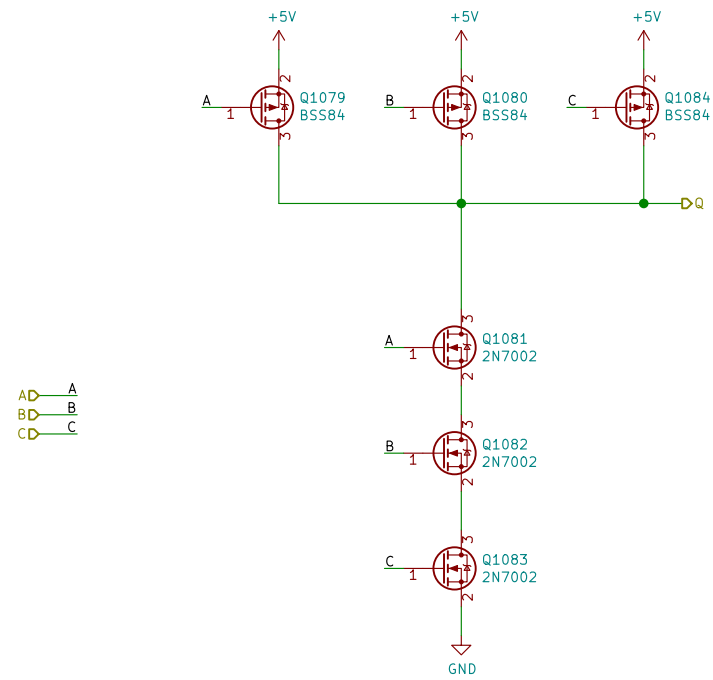 +5V +5V +5V
2 2 2
A 1 Q1079 B 1 Q1080 C 1 Q1084
BSS84 BSS84 BSS84
3 3 3
Q
3
A 1 Q1081
2N7002
2
A A
B B
C C
3
B 1 Q1082
2N7002
2
3
C 1 Q1083
2N7002
2
GND